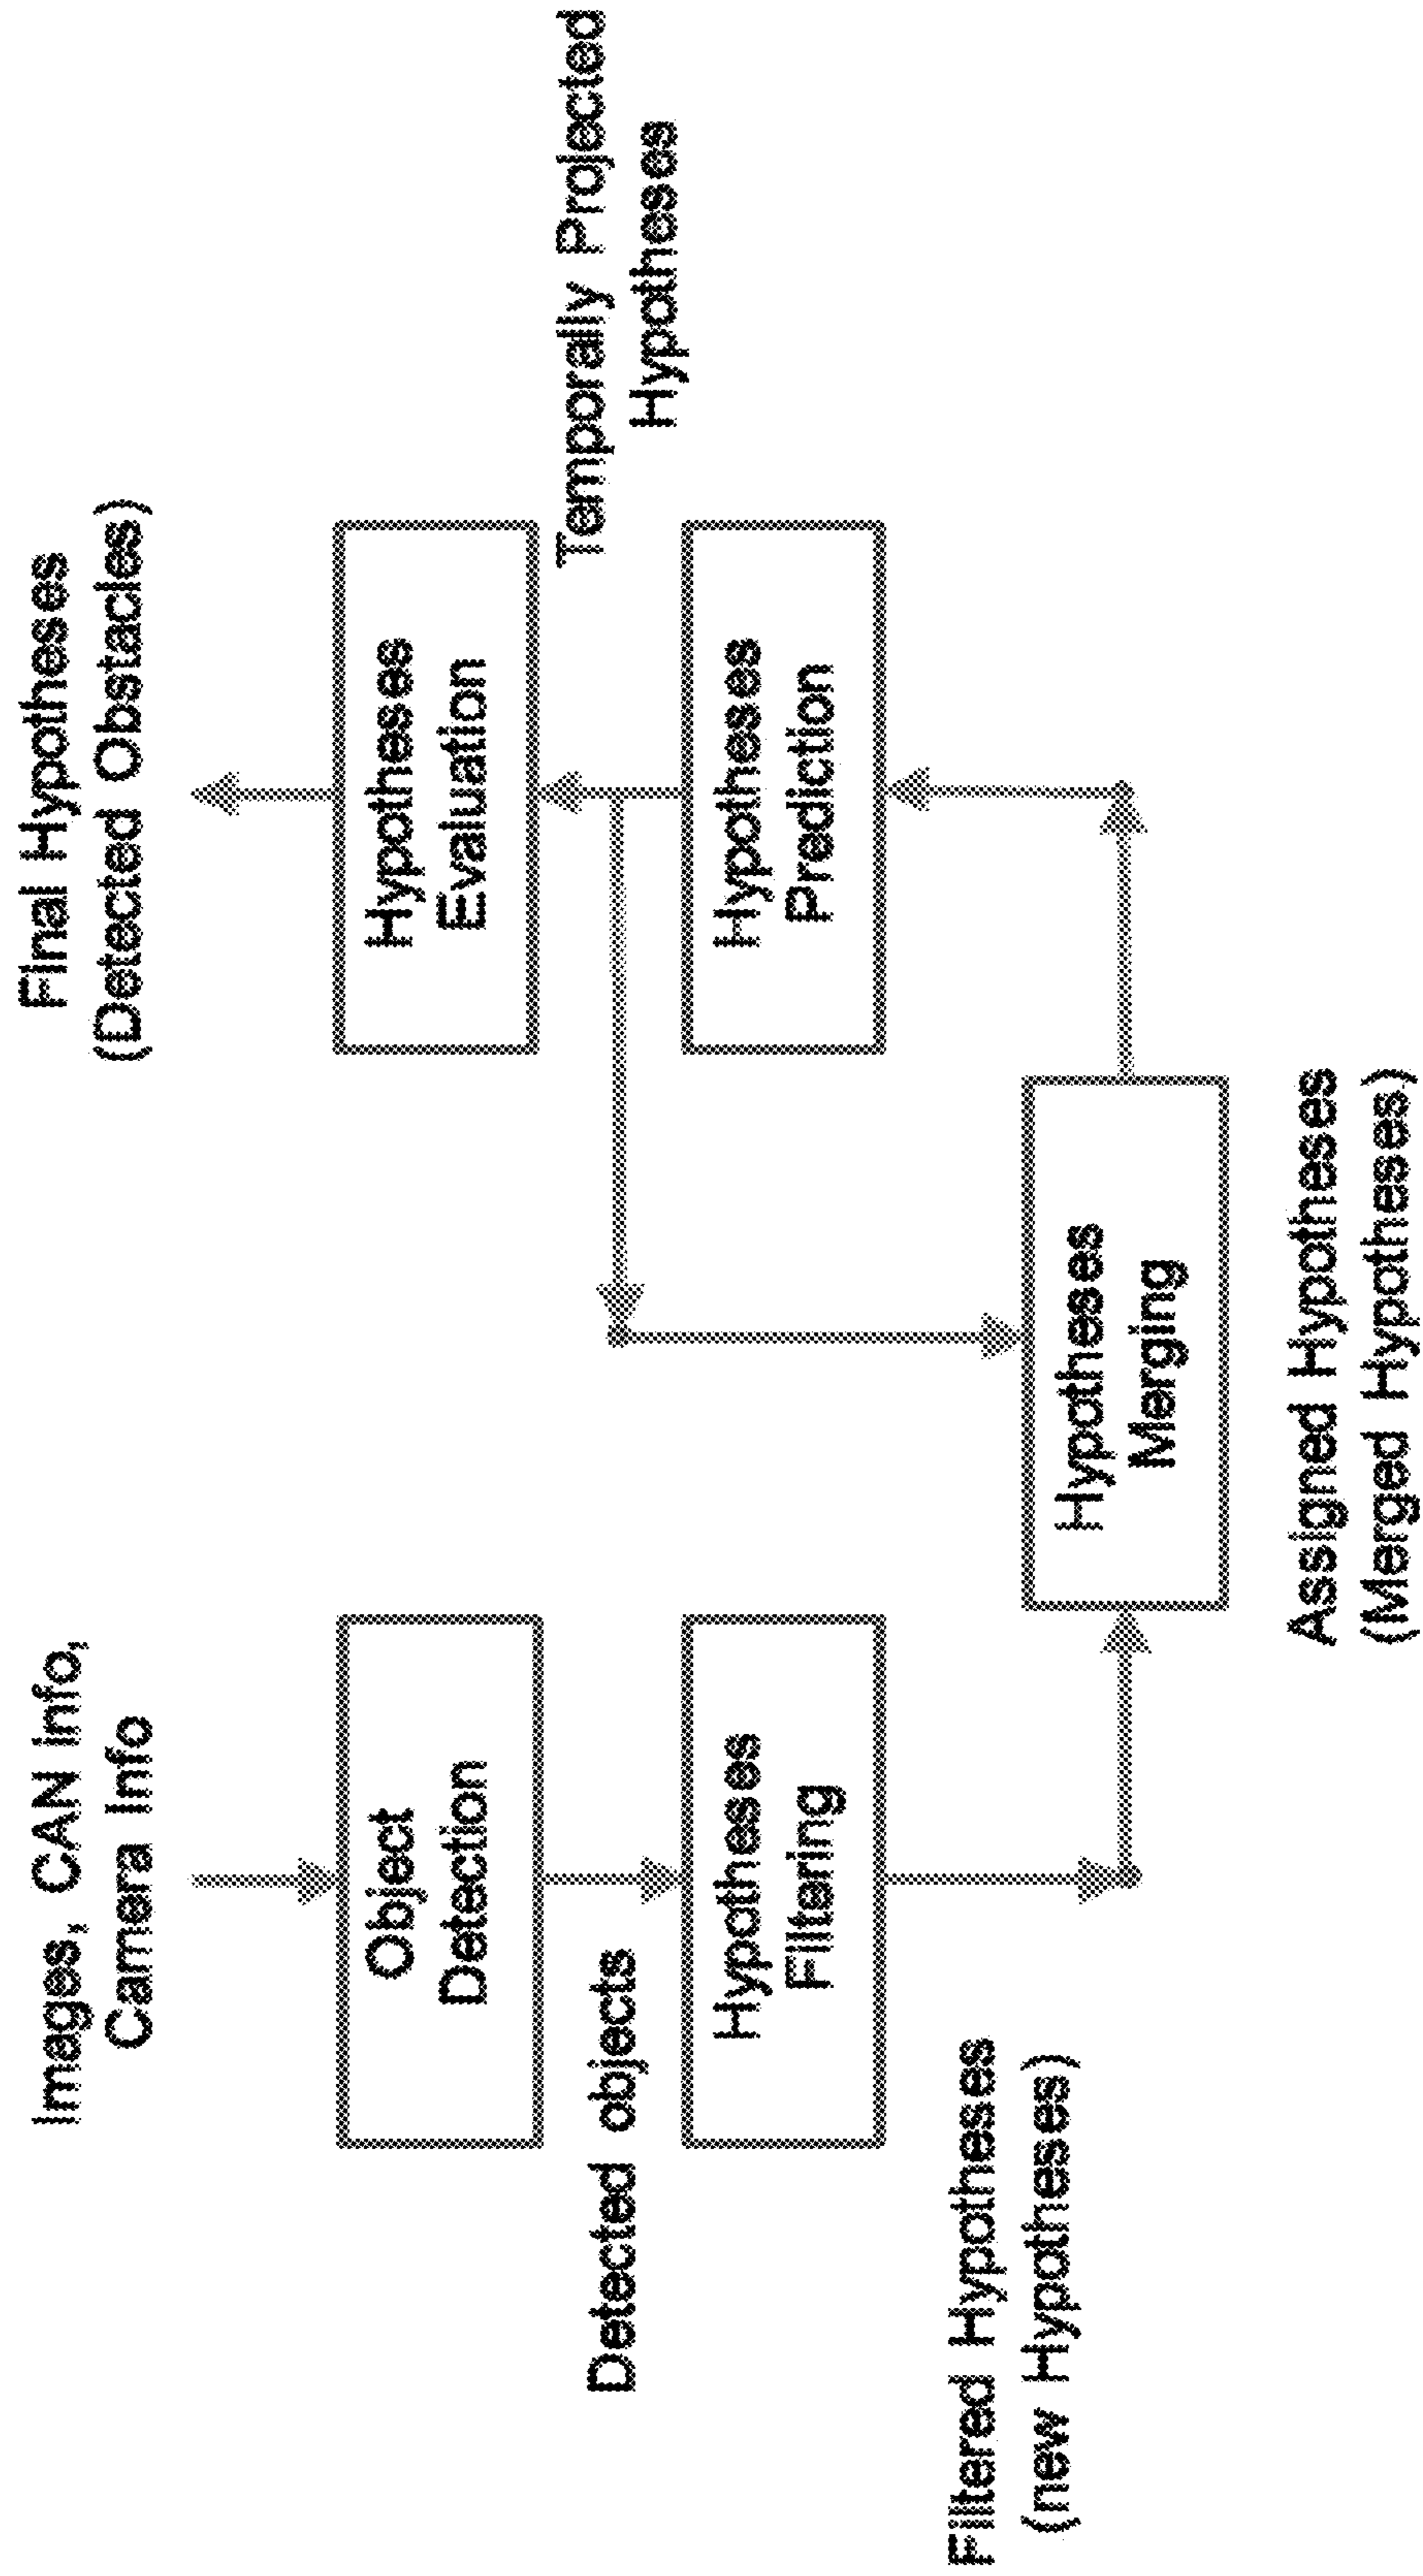 Images, CAN Info,
Camera Info
Object
Detection
Detected objects
Hypotheses
Filtering
Filtered Hypotheses
(new Hypotheses)
Hypotheses
Merging
Assigned Hypotheses
(Merged Hypotheses)
Hypotheses
Prediction
Temporally Projected
Hypotheses
Hypotheses
Evaluation
Final Hypotheses
(Detected Obstacles)